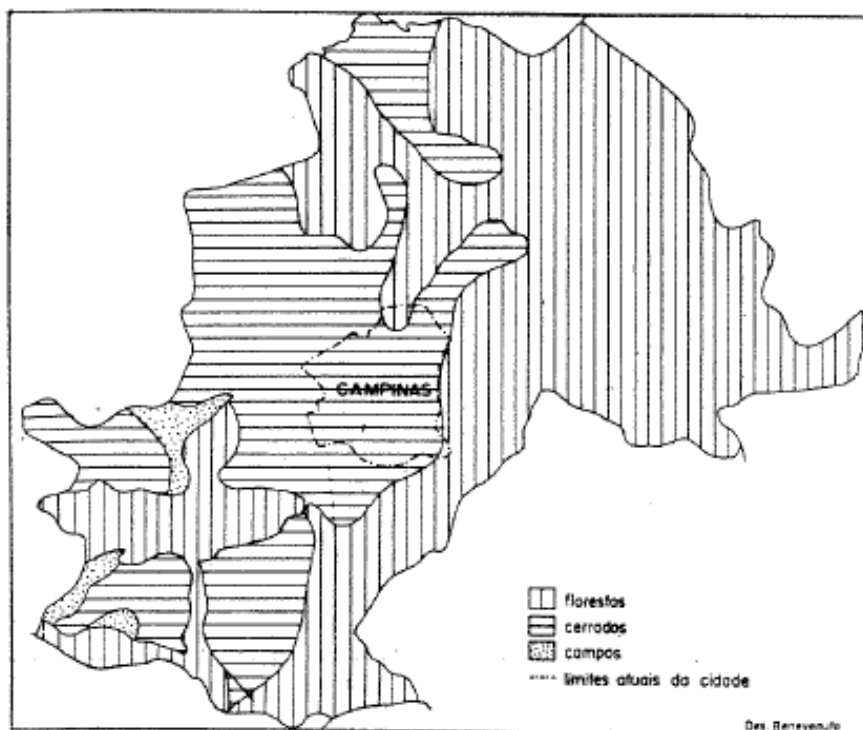 CAMPINAS
florestas
cerrados
campos
limites atuais da cidade
Des. Benevenuto